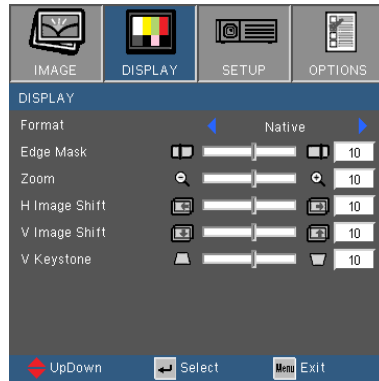 IMAGE DISPLAY SETUP OPTIONS
DISPLAY
Format Native
Edge Mask 10
Zoom 10
H Image Shift 10
V Image Shift 10
V Keystone 10
UpDown Select Menu Exit